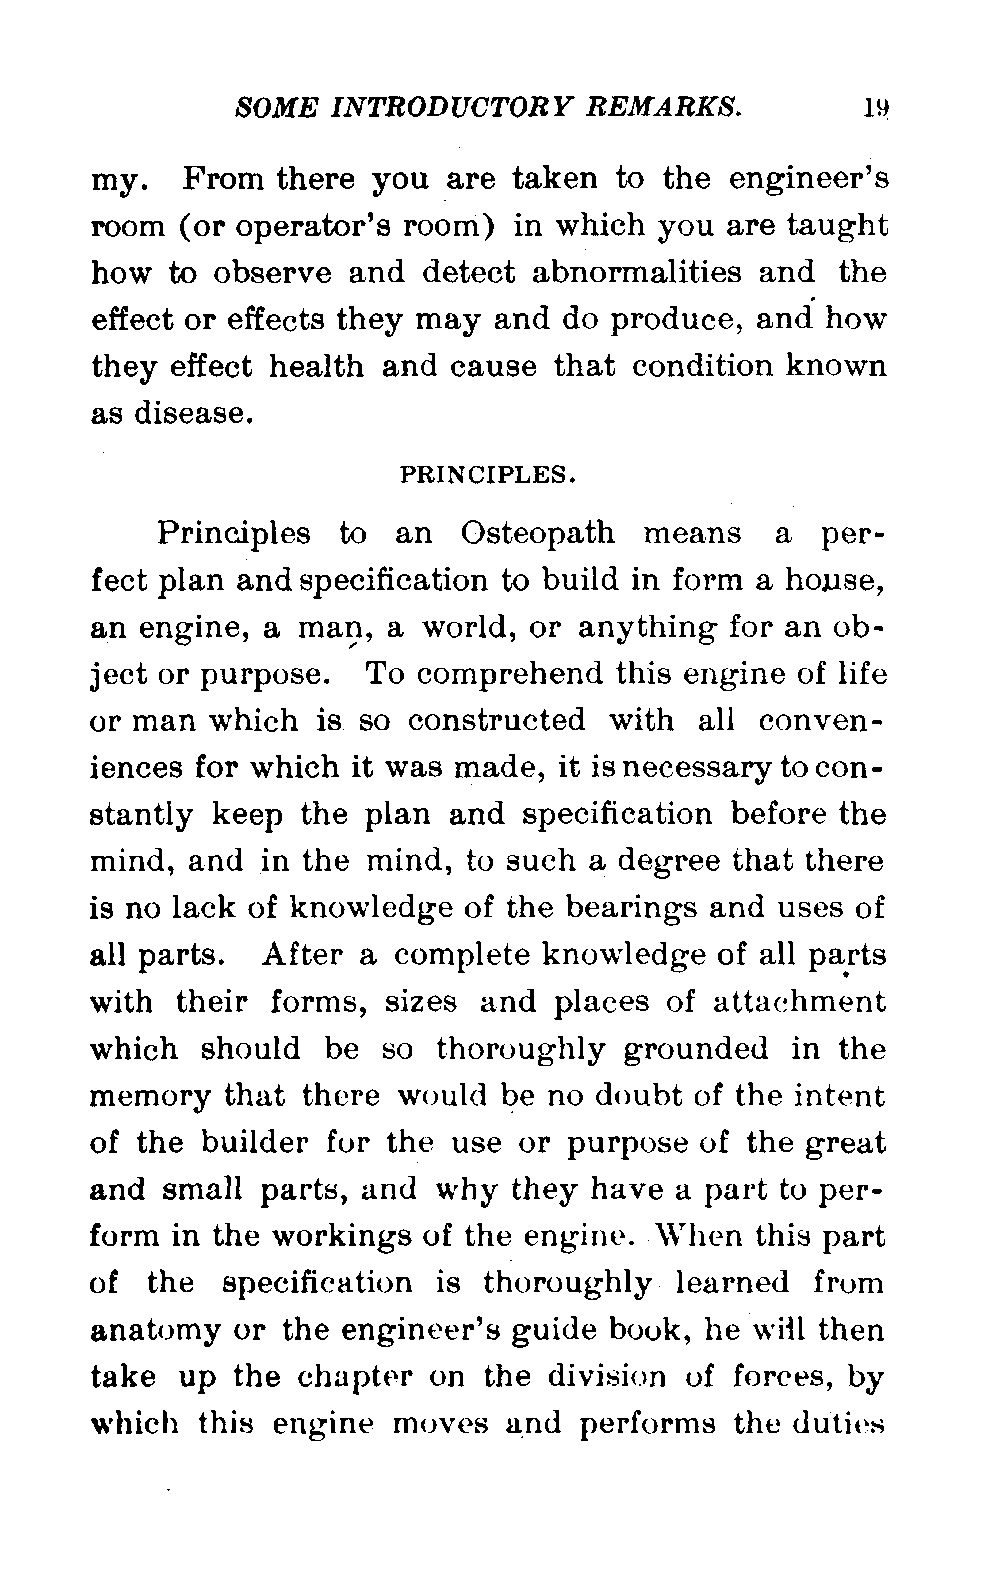 SOME INTRODUCTORY REMARKS. 19
my. From there you are taken to the engineer's
room (or operator's room) in which you are taught
how to observe and detect abnormalities and the
effect or effects they may and do produce, and how
they effect health and cause that condition known
as disease.
PRINCIPLES.
Principles to an Osteopath means a per-
fect plan and specification to build in form a house,
an engine, a man, a world, or anything for an ob-
ject or purpose. To comprehend this engine of life
or man which is so constructed with all conven-
iences for which it was made, it is necessary to con-
stantly keep the plan and specification before the
mind, and in the mind, to such a degree that there
is no lack of knowledge of the bearings and uses of
all parts. After a complete knowledge of all parts
with their forms, sizes and places of attachment
which should be so thoroughly grounded in the
memory that there would be no doubt of the intent
of the builder for the use or purpose of the great
and small parts, and why they have a part to per-
form in the workings of the engine. When this part
of the specification is thoroughly learned from
anatomy or the engineer's guide book, he will then
take up the chapter on the division of forces, by
which this engine moves and performs the duties